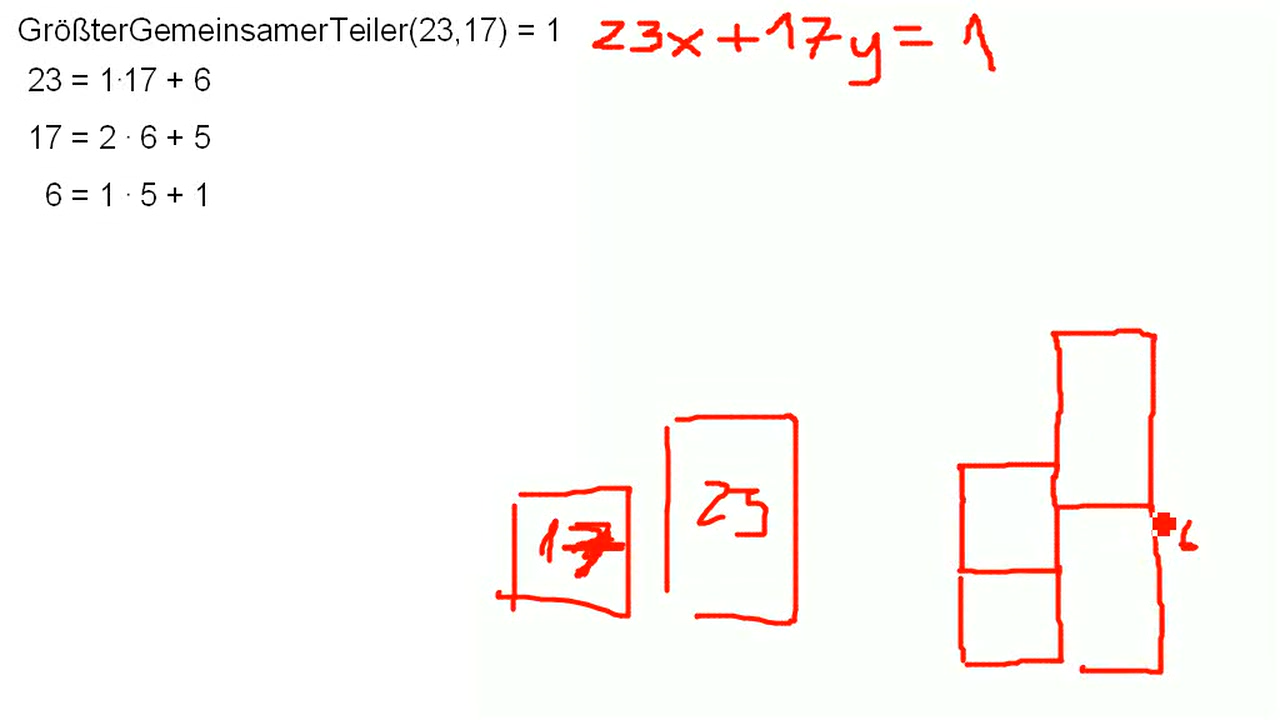 GrößterGemeinsamerTeiler(23,17) = 1
23x + 17y = 1
23 = 1·17 + 6
17 = 2 · 6 + 5
6 = 1 · 5 + 1
17
23
6